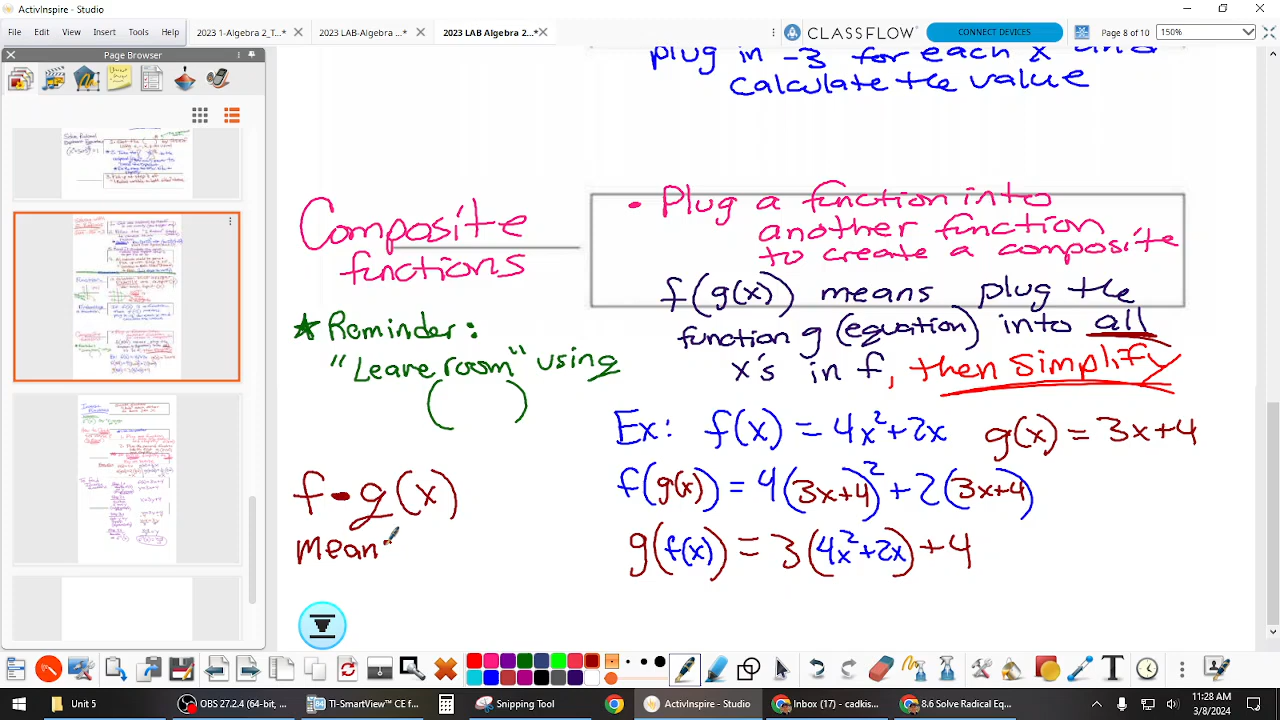 ActivInspire - Studio
File Edit View Insert Tools Help
2023 1-Algebra 2_T...*
2023 LAB
2023 LAB Algebra 2...*
CLASSFLOW
CONNECT DEVICES
Page 8 of 10
150%
Page Browser
plug in -3 for each x and
calculate the value
Composite
functions
• Plug a function into
another function
to create a composite
f(g(x)) means plug the
function g (equation) into all
x's in f, then simplify
★ Reminder:
"Leave room" using
( )
Ex: f(x) = 4x²+2x g(x) = 3x+4
f(g(x)) = 4(3x+4)² + 2(3x+4)
g(f(x)) = 3(4x²+2x) + 4
f•g(x)
mean
Unit 5
OBS 27.2.4 (64-bit, ...
TI-SmartView™ CE ...
Snipping Tool
ActivInspire - Studio
Inbox (77) - cadkis...
8.6 Solve Radical Eq...
11:28 AM
3/8/2024